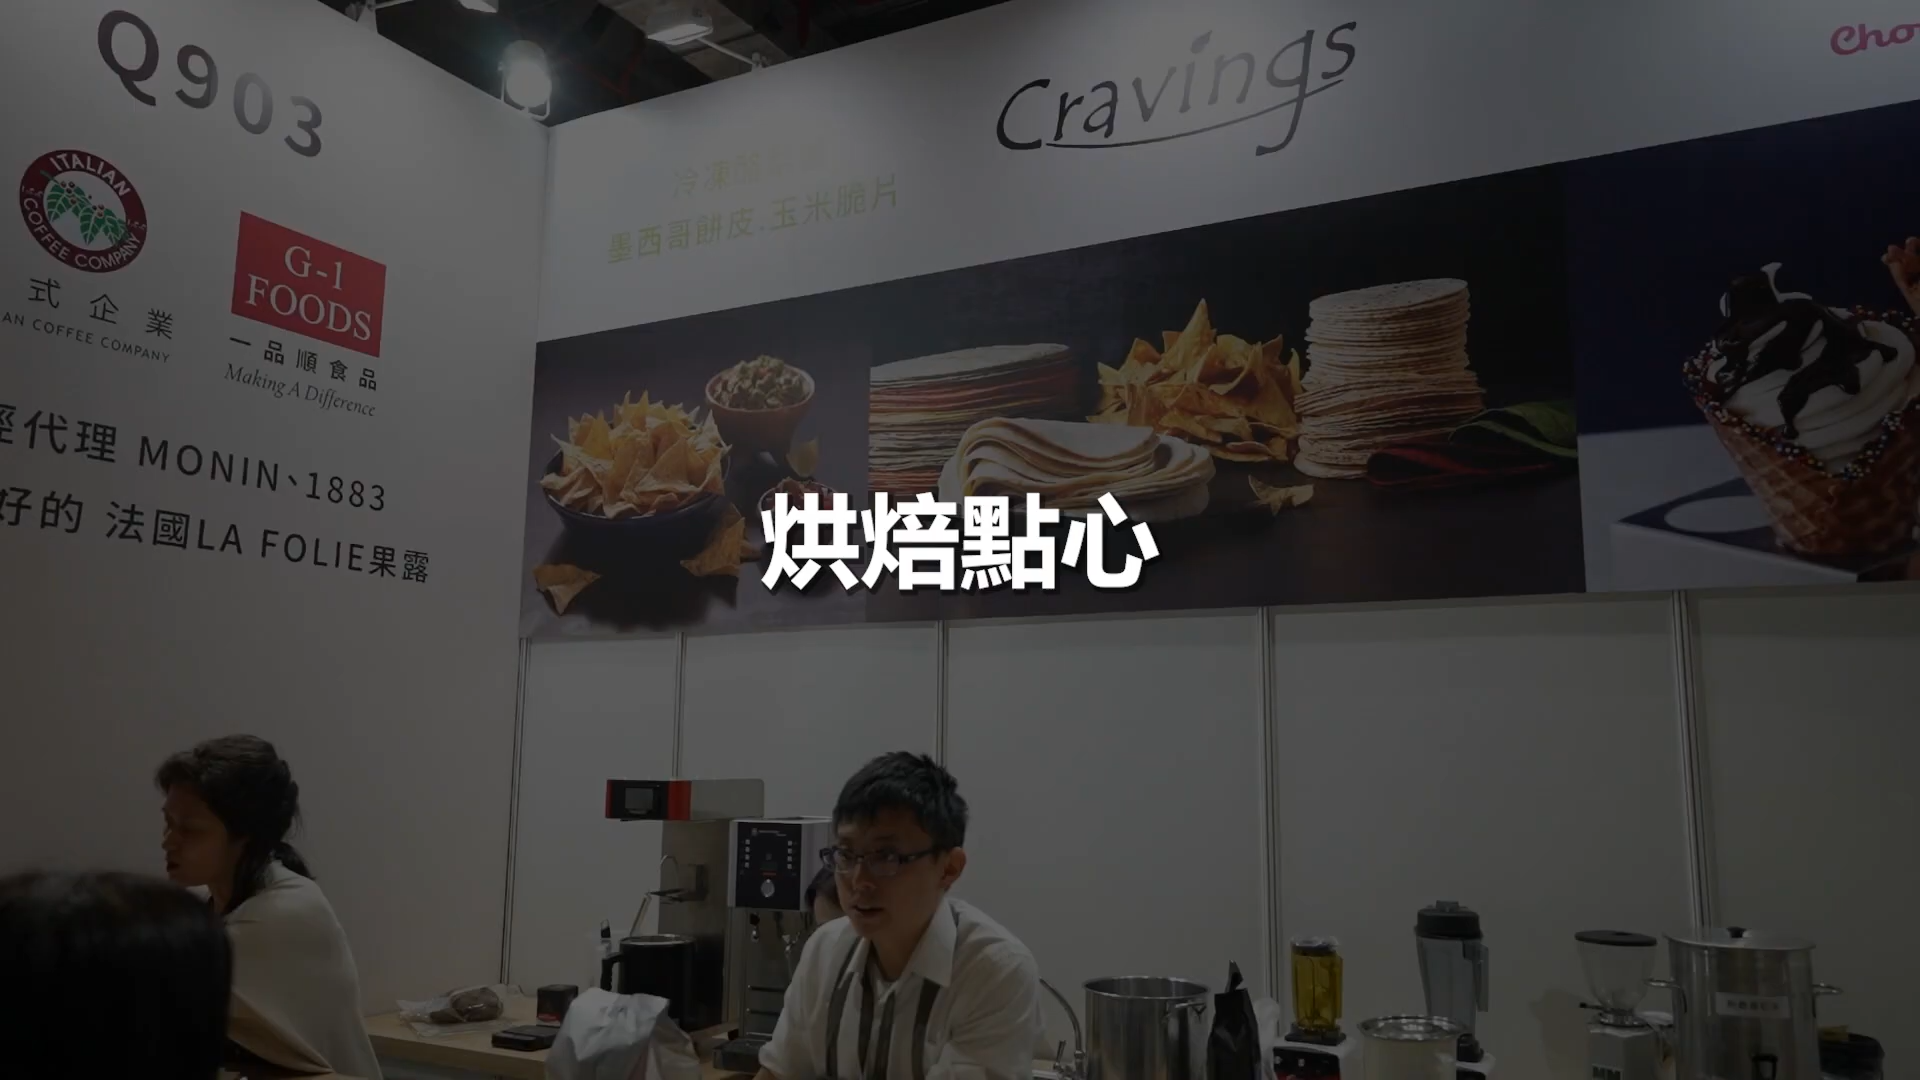 Q903
ITALIAN
COFFEE COMPANY
式企業
AN COFFEE COMPANY
G-1
FOODS
一品順食品
Making A Difference
代理 MONIN、1883
好的 法國LA FOLIE果露
冷凍
墨西哥餅皮.玉米脆片
Cravings
Cho
烘焙點心